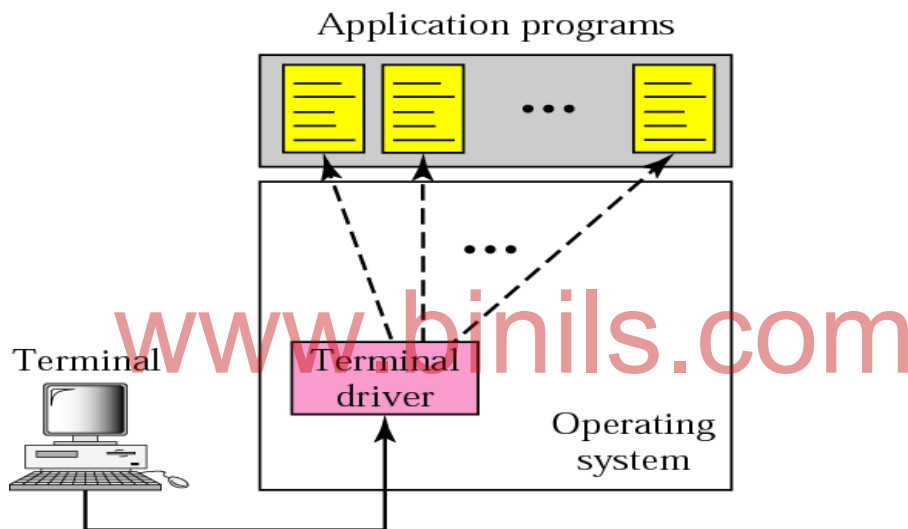 Application programs
www.binils.com
Terminal
Terminal
driver
Operating
system